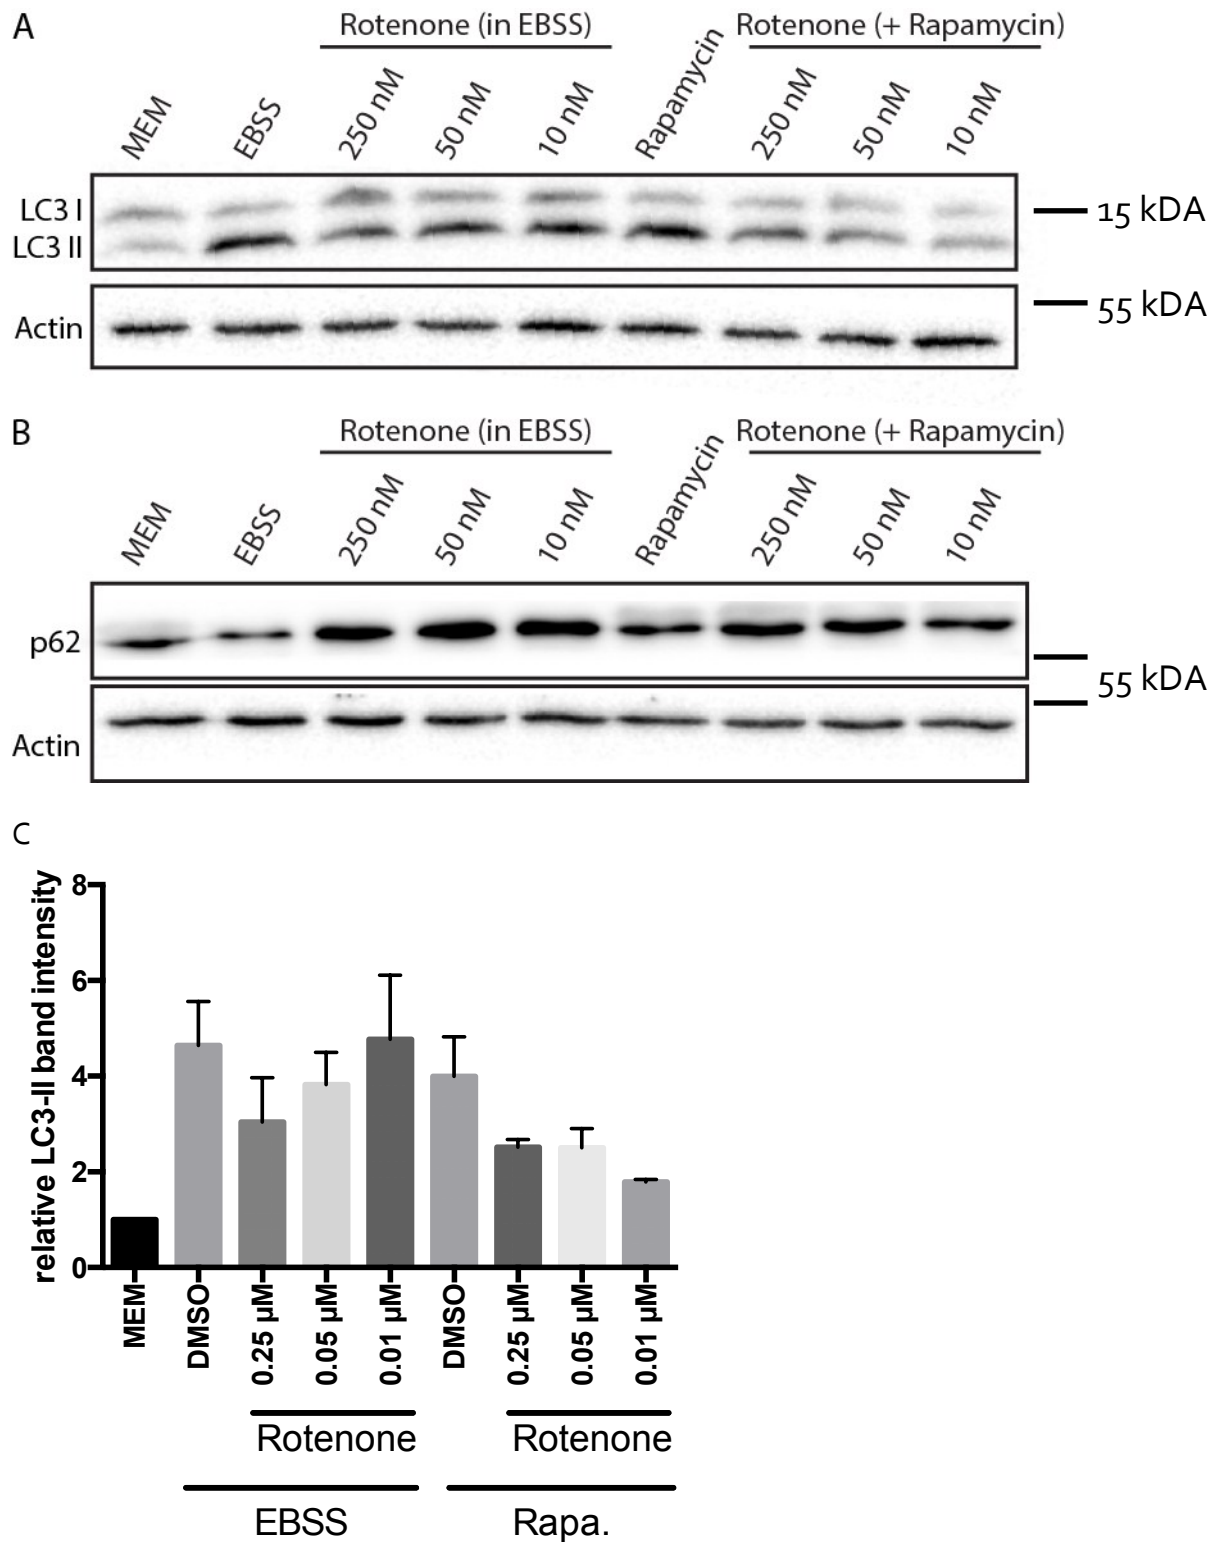 A
Rotenone (in EBSS)
Rotenone (+ Rapamycin)
MEM
EBSS
250 nM
50 nM
10 nM
Rapamycin
250 nM
50 nM
10 nM
LC3 I
LC3 II
15 kDA
Actin
55 kDA
B
Rotenone (in EBSS)
Rotenone (+ Rapamycin)
MEM
EBSS
250 nM
50 nM
10 nM
Rapamycin
250 nM
50 nM
10 nM
p62
55 kDA
Actin
C
relative LC3-II band intensity
8
6
4
2
0
MEM
DMSO
0.25 µM
0.05 µM
0.01 µM
DMSO
0.25 µM
0.05 µM
0.01 µM
Rotenone
Rotenone
EBSS
Rapa.